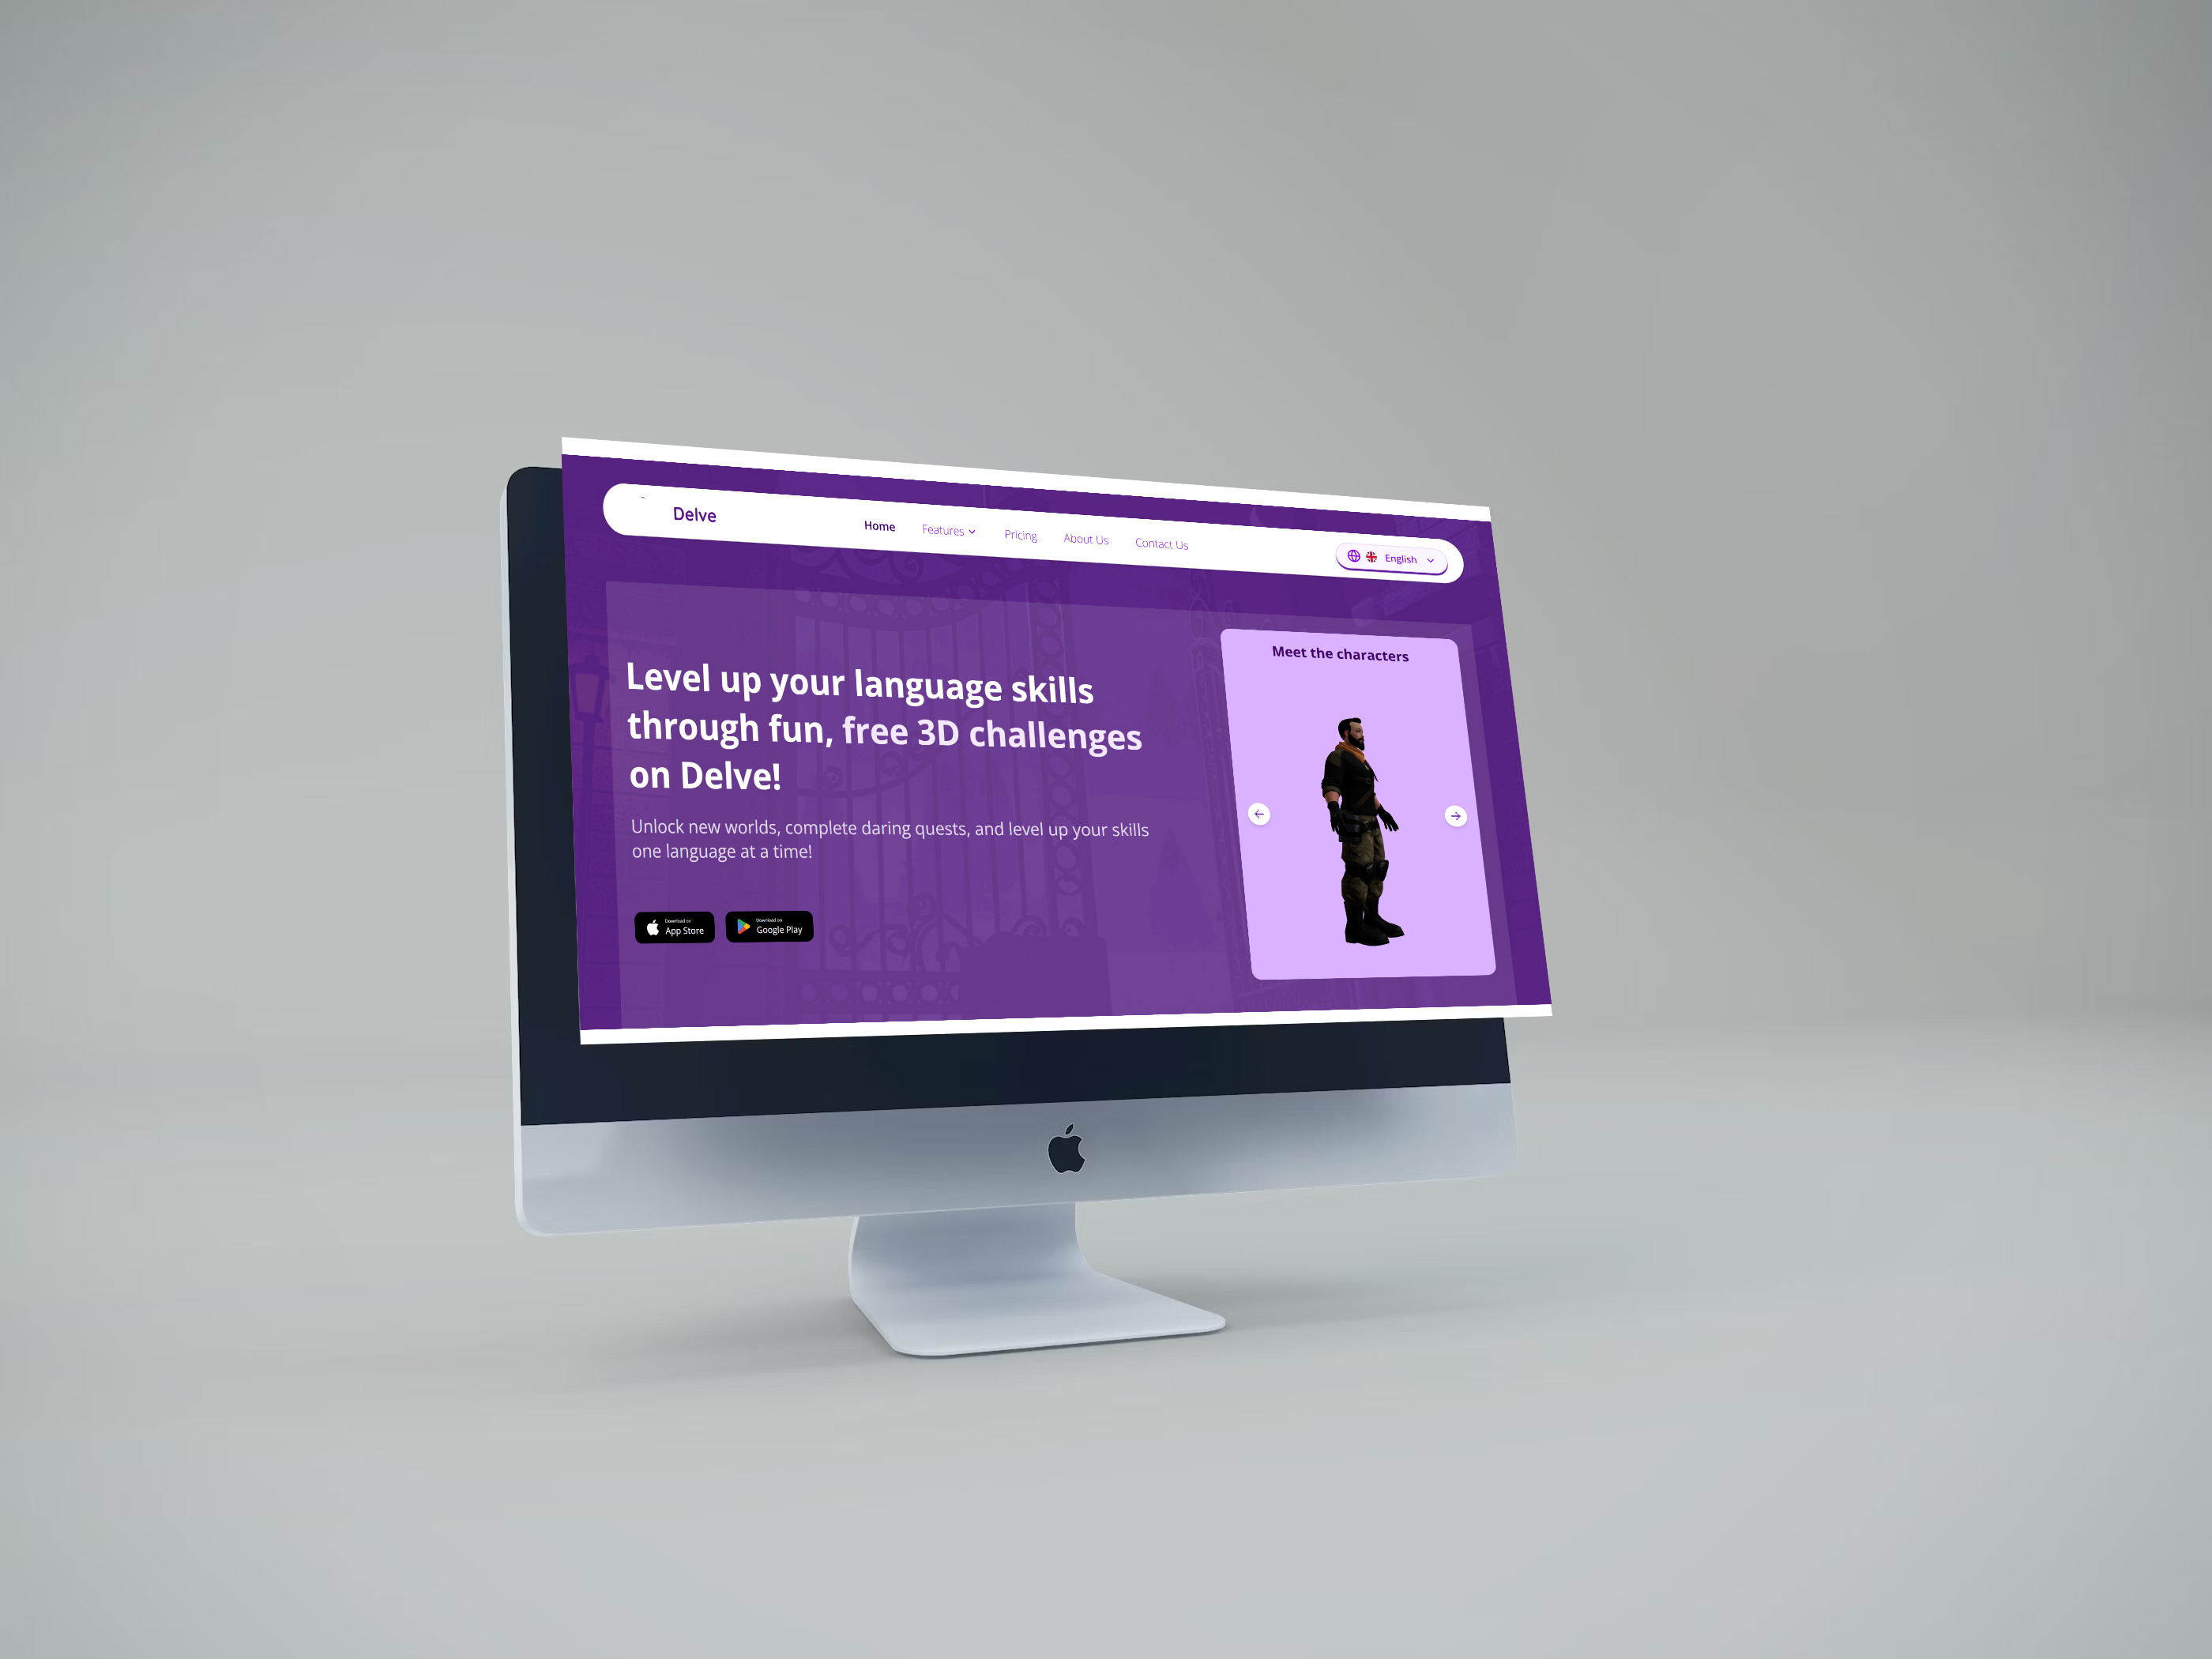 Delve
Home
Features
Pricing
About Us
Contact Us
English
Level up your language skills
through fun, free 3D challenges
on Delve!
Unlock new worlds, complete daring quests, and level up your skills
one language at a time!
Download on
App Store
Download on
Google Play
Meet the characters